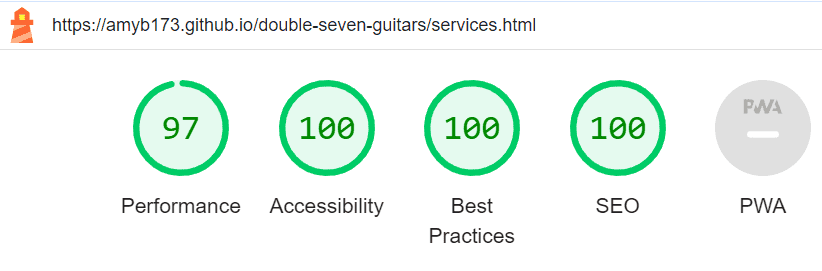 https://amyb173.github.io/double-seven-guitars/services.html
97 100 100 100 PWA
Performance Accessibility Best Practices SEO PWA